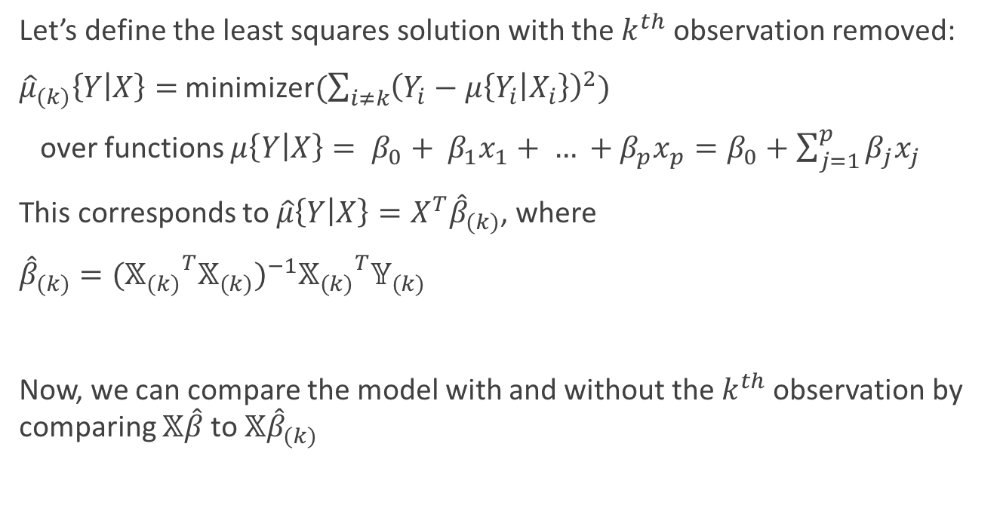 Let's define the least squares solution with the $k^{th}$ observation removed:
$\hat{\mu}_{(k)}\{Y|X\} = \text{minimizer}(\sum_{i \neq k}(Y_i - \mu\{Y_i|X_i\})^2)$
over functions $\mu\{Y|X\} = \beta_0 + \beta_1 x_1 + \ldots + \beta_p x_p = \beta_0 + \sum_{j=1}^{p} \beta_j x_j$
This corresponds to $\hat{\mu}\{Y|X\} = X^T \hat{\beta}_{(k)}$, where
$\hat{\beta}_{(k)} = (\mathbb{X}_{(k)}{}^T \mathbb{X}_{(k)})^{-1} \mathbb{X}_{(k)}{}^T \mathbb{Y}_{(k)}$
Now, we can compare the model with and without the $k^{th}$ observation by
comparing $\mathbb{X}\hat{\beta}$ to $\mathbb{X}\hat{\beta}_{(k)}$